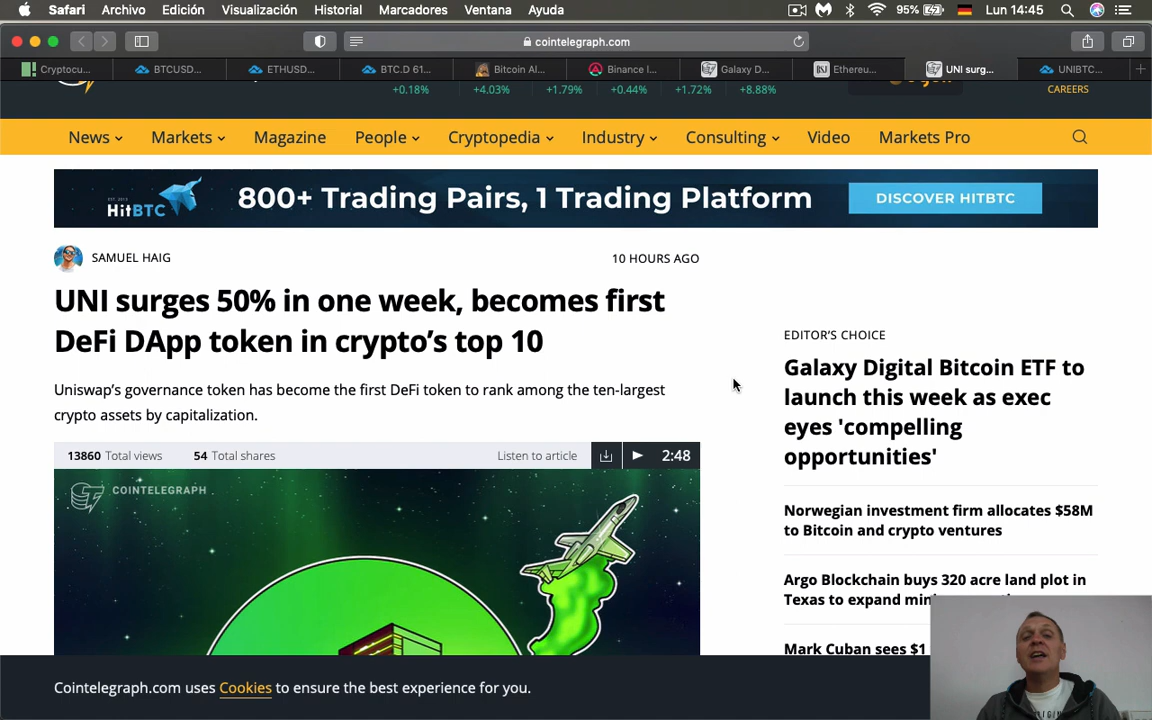 Safari Archivo Edición Visualización Historial Marcadores Ventana Ayuda 95% Lun 14:45
cointelegraph.com
Cryptocu... BTCUSD... ETHUSD... BTC.D 61... Bitcoin Al... Binance I... Galaxy D... Ethereu... UNI surg... UNIBTC...
+0.18% +4.03% +1.79% +0.44% +1.72% +8.88% CAREERS
News Markets Magazine People Cryptopedia Industry Consulting Video Markets Pro
HitBTC 800+ Trading Pairs, 1 Trading Platform DISCOVER HITBTC
SAMUEL HAIG 10 HOURS AGO
UNI surges 50% in one week, becomes first
DeFi DApp token in crypto’s top 10
Uniswap’s governance token has become the first DeFi token to rank among the ten-largest
crypto assets by capitalization.
13860 Total views 54 Total shares Listen to article 2:48
COINTELEGRAPH
EDITOR’S CHOICE
Galaxy Digital Bitcoin ETF to
launch this week as exec
eyes 'compelling
opportunities'
Norwegian investment firm allocates $58M
to Bitcoin and crypto ventures
Argo Blockchain buys 320 acre land plot in
Texas to expand
Mark Cuban sees $1
Cointelegraph.com uses Cookies to ensure the best experience for you.